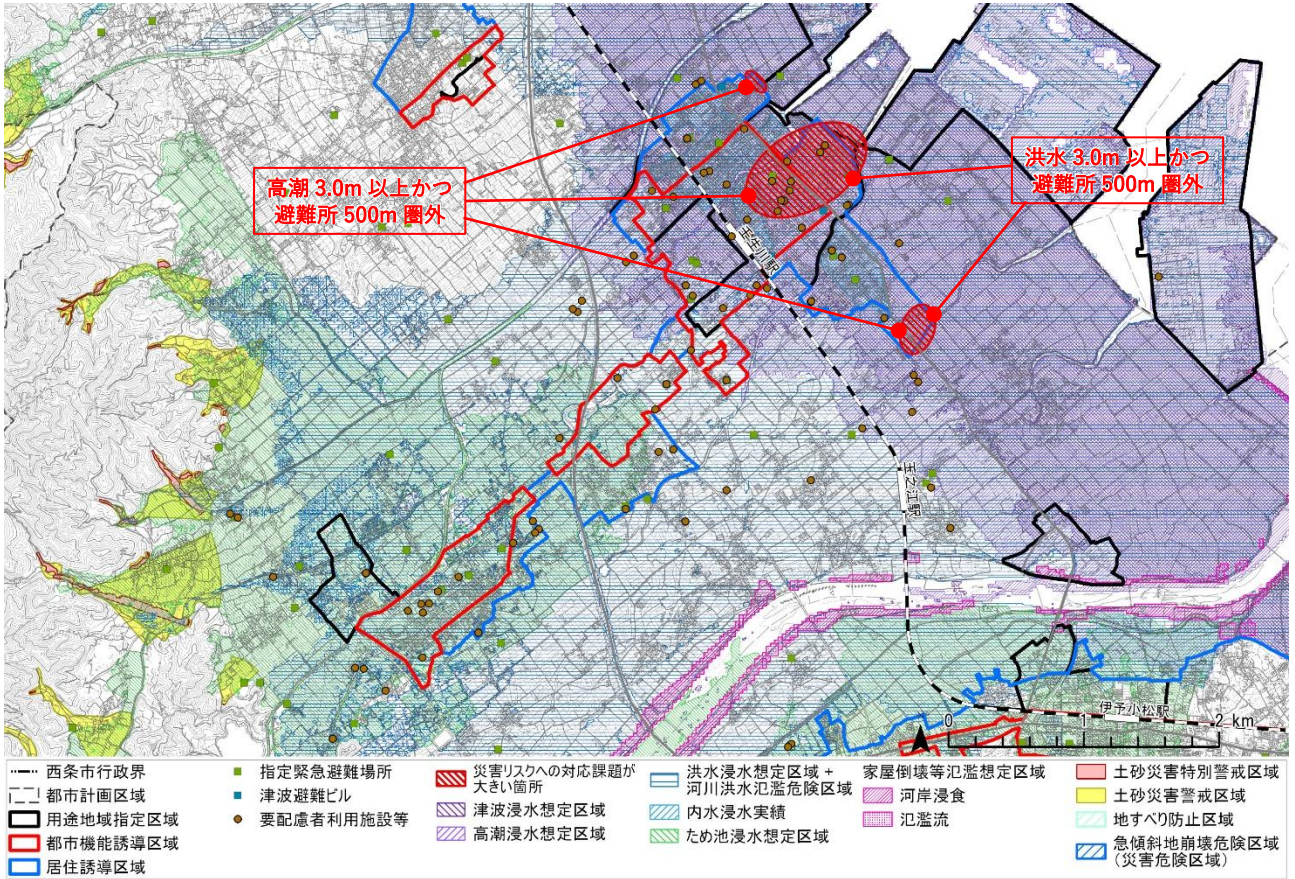 高潮 3.0m 以上かつ
避難所 500m 圏外
洪水 3.0m 以上かつ
避難所 500m 圏外
壬生川駅
玉之江駅
伊予小松駅
0 1 2 km
西条市行政界
都市計画区域
用途地域指定区域
都市機能誘導区域
居住誘導区域
指定緊急避難場所
津波避難ビル
要配慮者利用施設等
災害リスクへの対応課題が
大きい箇所
津波浸水想定区域
高潮浸水想定区域
洪水浸水想定区域 +
河川洪水氾濫危険区域
内水浸水実績
ため池浸水想定区域
家屋倒壊等氾濫想定区域
河岸浸食
氾濫流
土砂災害特別警戒区域
土砂災害警戒区域
地すべり防止区域
急傾斜地崩壊危険区域
(災害危険区域)